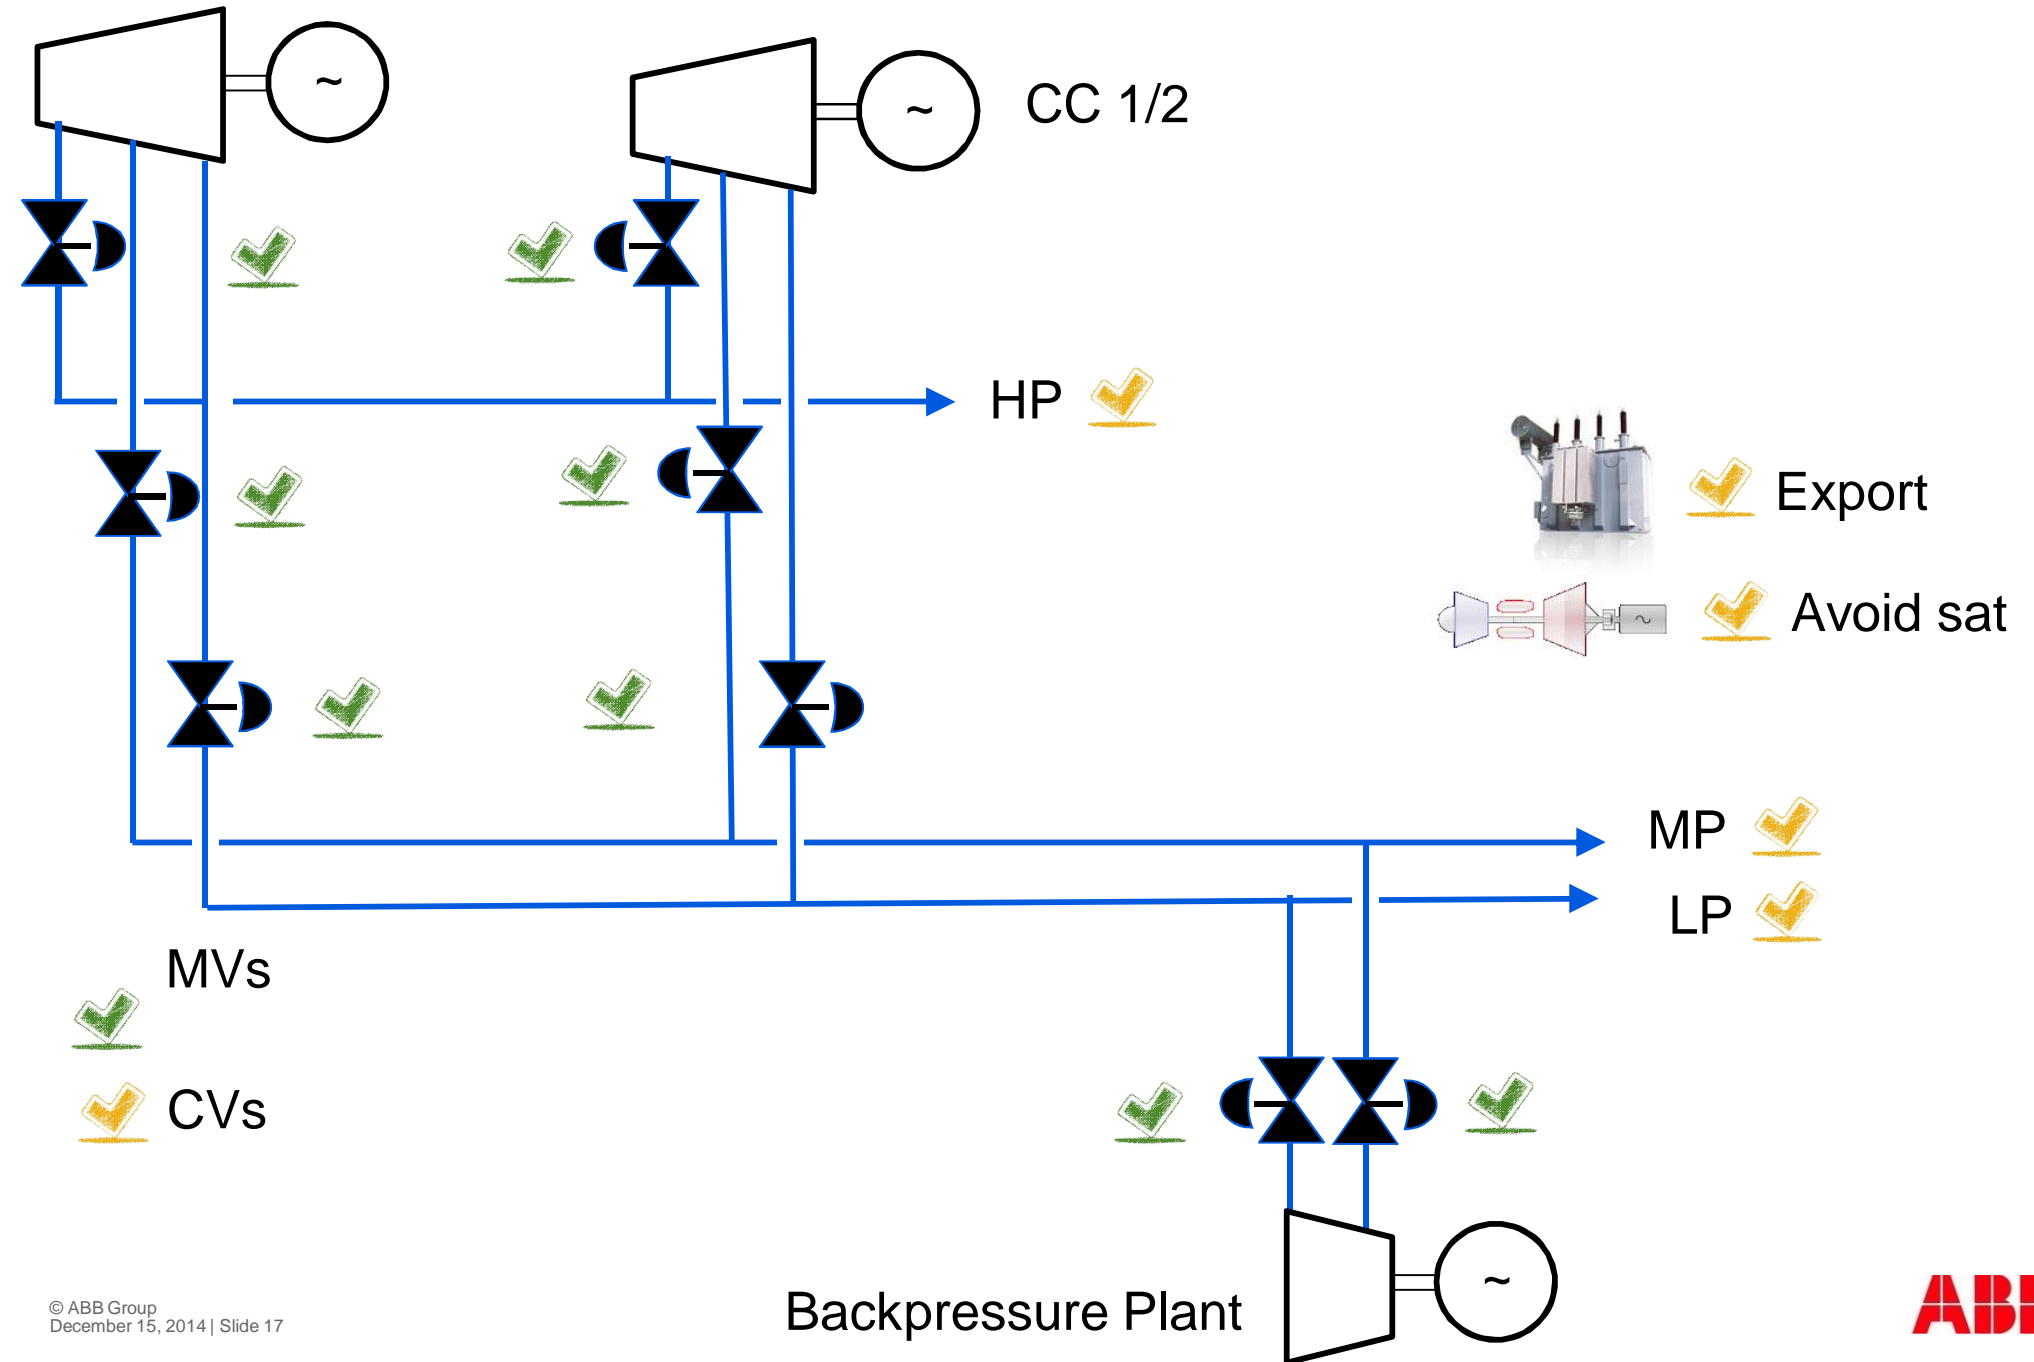 ~
~
CC 1/2
HP
Export
~
Avoid sat
MP
LP
MVs
CVs
~
Backpressure Plant
© ABB Group
December 15, 2014 | Slide 17
ABB